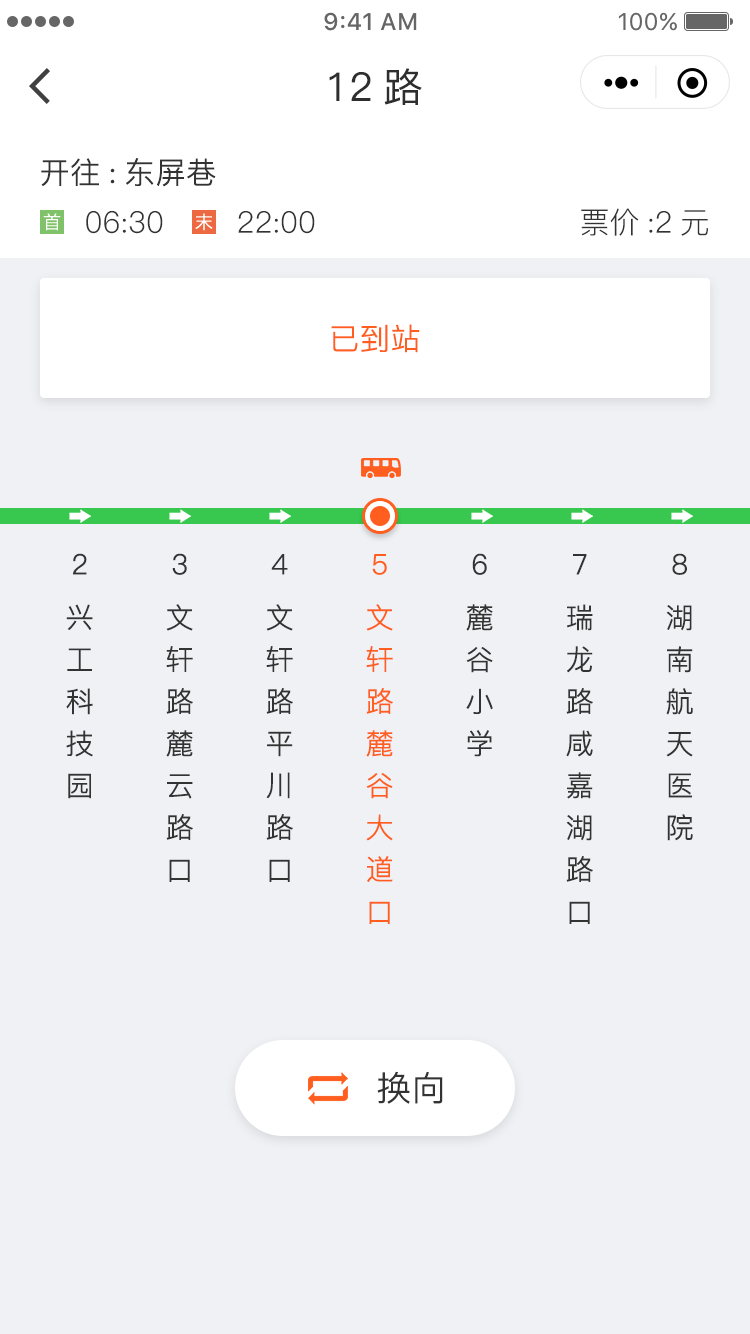 9:41 AM
100%
12 路
开往 : 东屏巷
首 06:30 末 22:00
票价 :2 元
已到站
2
兴工科技园
3
文轩路麓云路口
4
文轩路平川路口
5
文轩路麓谷大道口
6
麓谷小学
7
瑞龙路咸嘉湖路口
8
湖南航天医院
换向